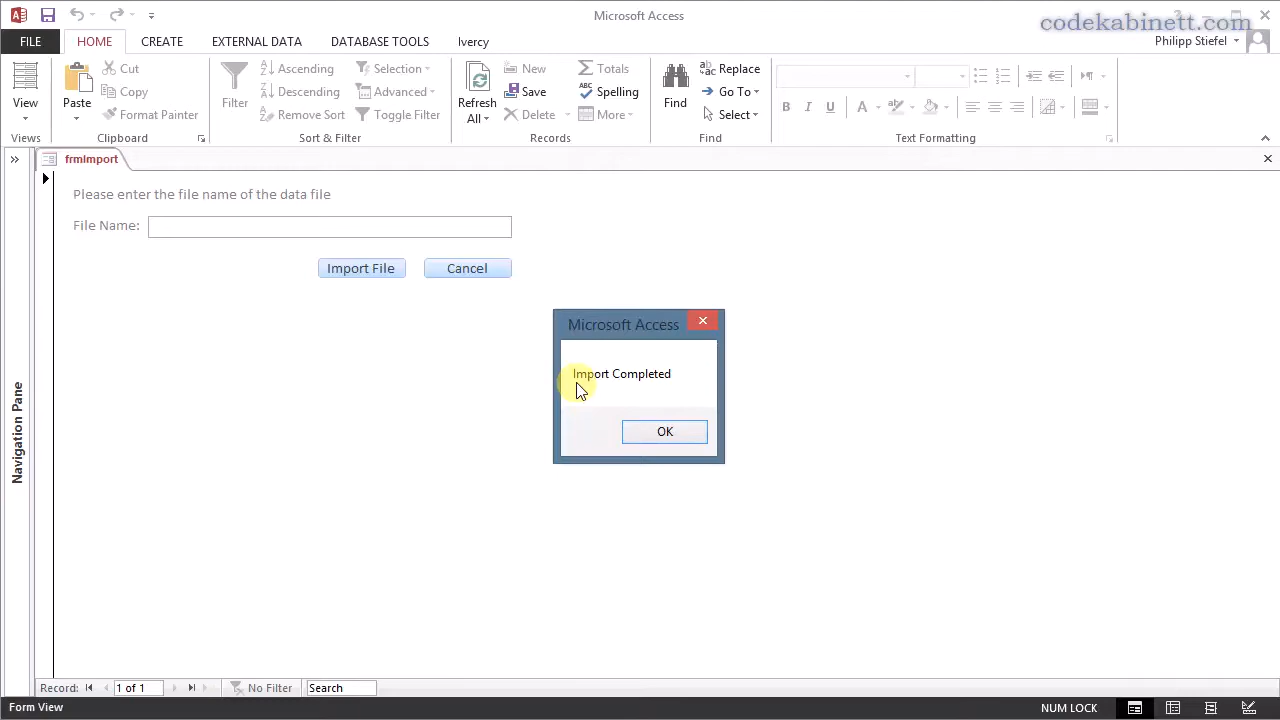 Microsoft Access
codekabinett.com
FILE
HOME
CREATE
EXTERNAL DATA
DATABASE TOOLS
Ivercy
Philipp Stiefel
View
Paste
Cut
Copy
Format Painter
Filter
Ascending
Descending
Remove Sort
Selection
Advanced
Toggle Filter
Refresh
All
New
Save
Delete
Totals
Spelling
More
Find
Replace
Go To
Select
B I U A
Views
Clipboard
Sort & Filter
Records
Find
Text Formatting
frmImport
Please enter the file name of the data file
File Name:
Import File
Cancel
Microsoft Access
Import Completed
OK
Navigation Pane
Record:
1 of 1
No Filter
Search
Form View
NUM LOCK